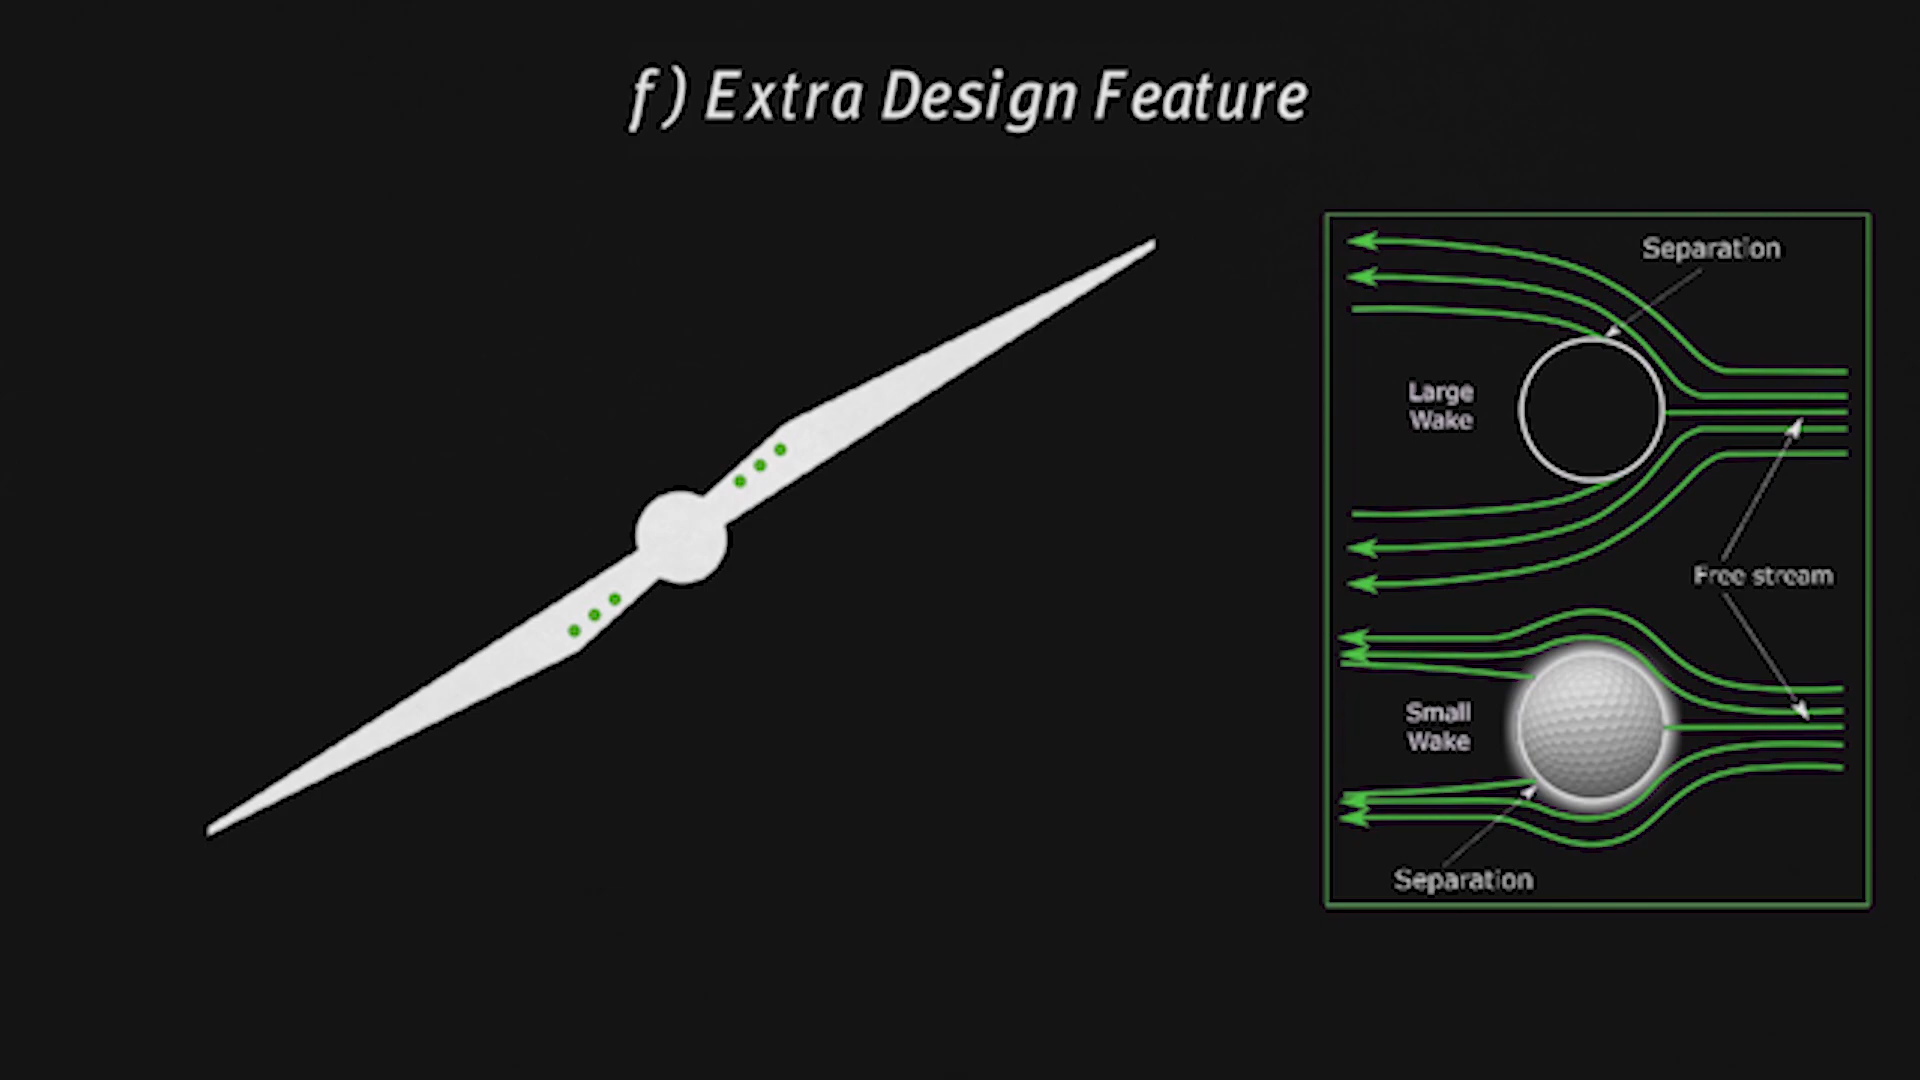 f) Extra Design Feature
Separation
Large
Wake
Free stream
Small
Wake
Separation